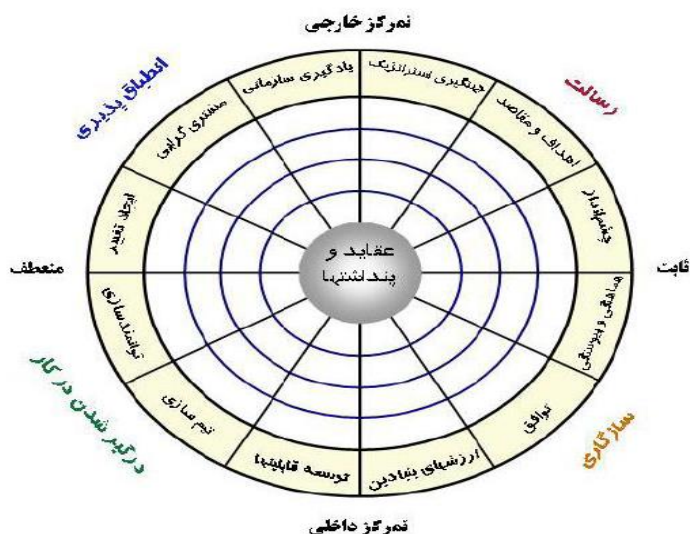 تمرکز خارجی
انطباق پذیری
رسالت
یادگیری سازمانی
جهتگیری استراتژیک
مشتری گرایی
اهداف و مقاصد
ایجاد تغییر
چشم‌انداز
عقاید و
پنداشتها
منعطف
ثابت
توانمندسازی
هماهنگی و پیوستگی
تیم سازی
توافق
توسعه قابلیتها
ارزشهای بنیادین
درگیر شدن در کار
سازگاری
تمرکز داخلی